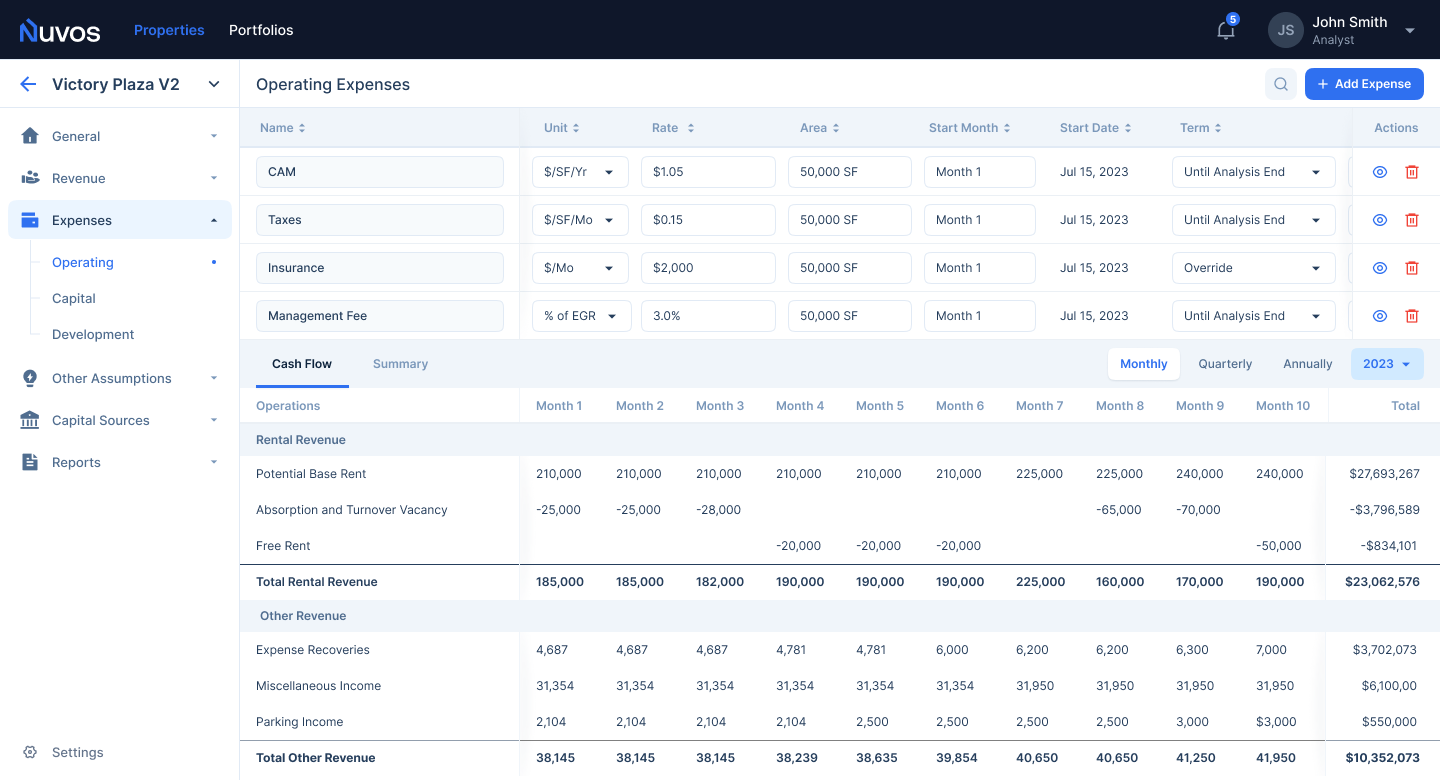 Nuvos Properties Portfolios 5 JS John Smith
Analyst
Victory Plaza V2
General
Revenue
Expenses
Operating
Capital
Development
Other Assumptions
Capital Sources
Reports
Settings
Operating Expenses + Add Expense
Name Unit Rate Area Start Month Start Date Term Actions
CAM $/SF/Yr $1.05 50,000 SF Month 1 Jul 15, 2023 Until Analysis End
Taxes $/SF/Mo $0.15 50,000 SF Month 1 Jul 15, 2023 Until Analysis End
Insurance $/Mo $2,000 50,000 SF Month 1 Jul 15, 2023 Override
Management Fee % of EGR 3.0% 50,000 SF Month 1 Jul 15, 2023 Until Analysis End
Cash Flow Summary Monthly Quarterly Annually 2023
Operations Month 1 Month 2 Month 3 Month 4 Month 5 Month 6 Month 7 Month 8 Month 9 Month 10 Total
Rental Revenue
Potential Base Rent 210,000 210,000 210,000 210,000 210,000 210,000 225,000 225,000 240,000 240,000 $27,693,267
Absorption and Turnover Vacancy -25,000 -25,000 -28,000 -65,000 -70,000 -$3,796,589
Free Rent -20,000 -20,000 -20,000 -50,000 -$834,101
Total Rental Revenue 185,000 185,000 182,000 190,000 190,000 190,000 225,000 160,000 170,000 190,000 $23,062,576
Other Revenue
Expense Recoveries 4,687 4,687 4,687 4,781 4,781 6,000 6,200 6,200 6,300 7,000 $3,702,073
Miscellaneous Income 31,354 31,354 31,354 31,354 31,354 31,354 31,950 31,950 31,950 31,950 $6,100,00
Parking Income 2,104 2,104 2,104 2,104 2,500 2,500 2,500 2,500 3,000 $3,000 $550,000
Total Other Revenue 38,145 38,145 38,145 38,239 38,635 39,854 40,650 40,650 41,250 41,950 $10,352,073